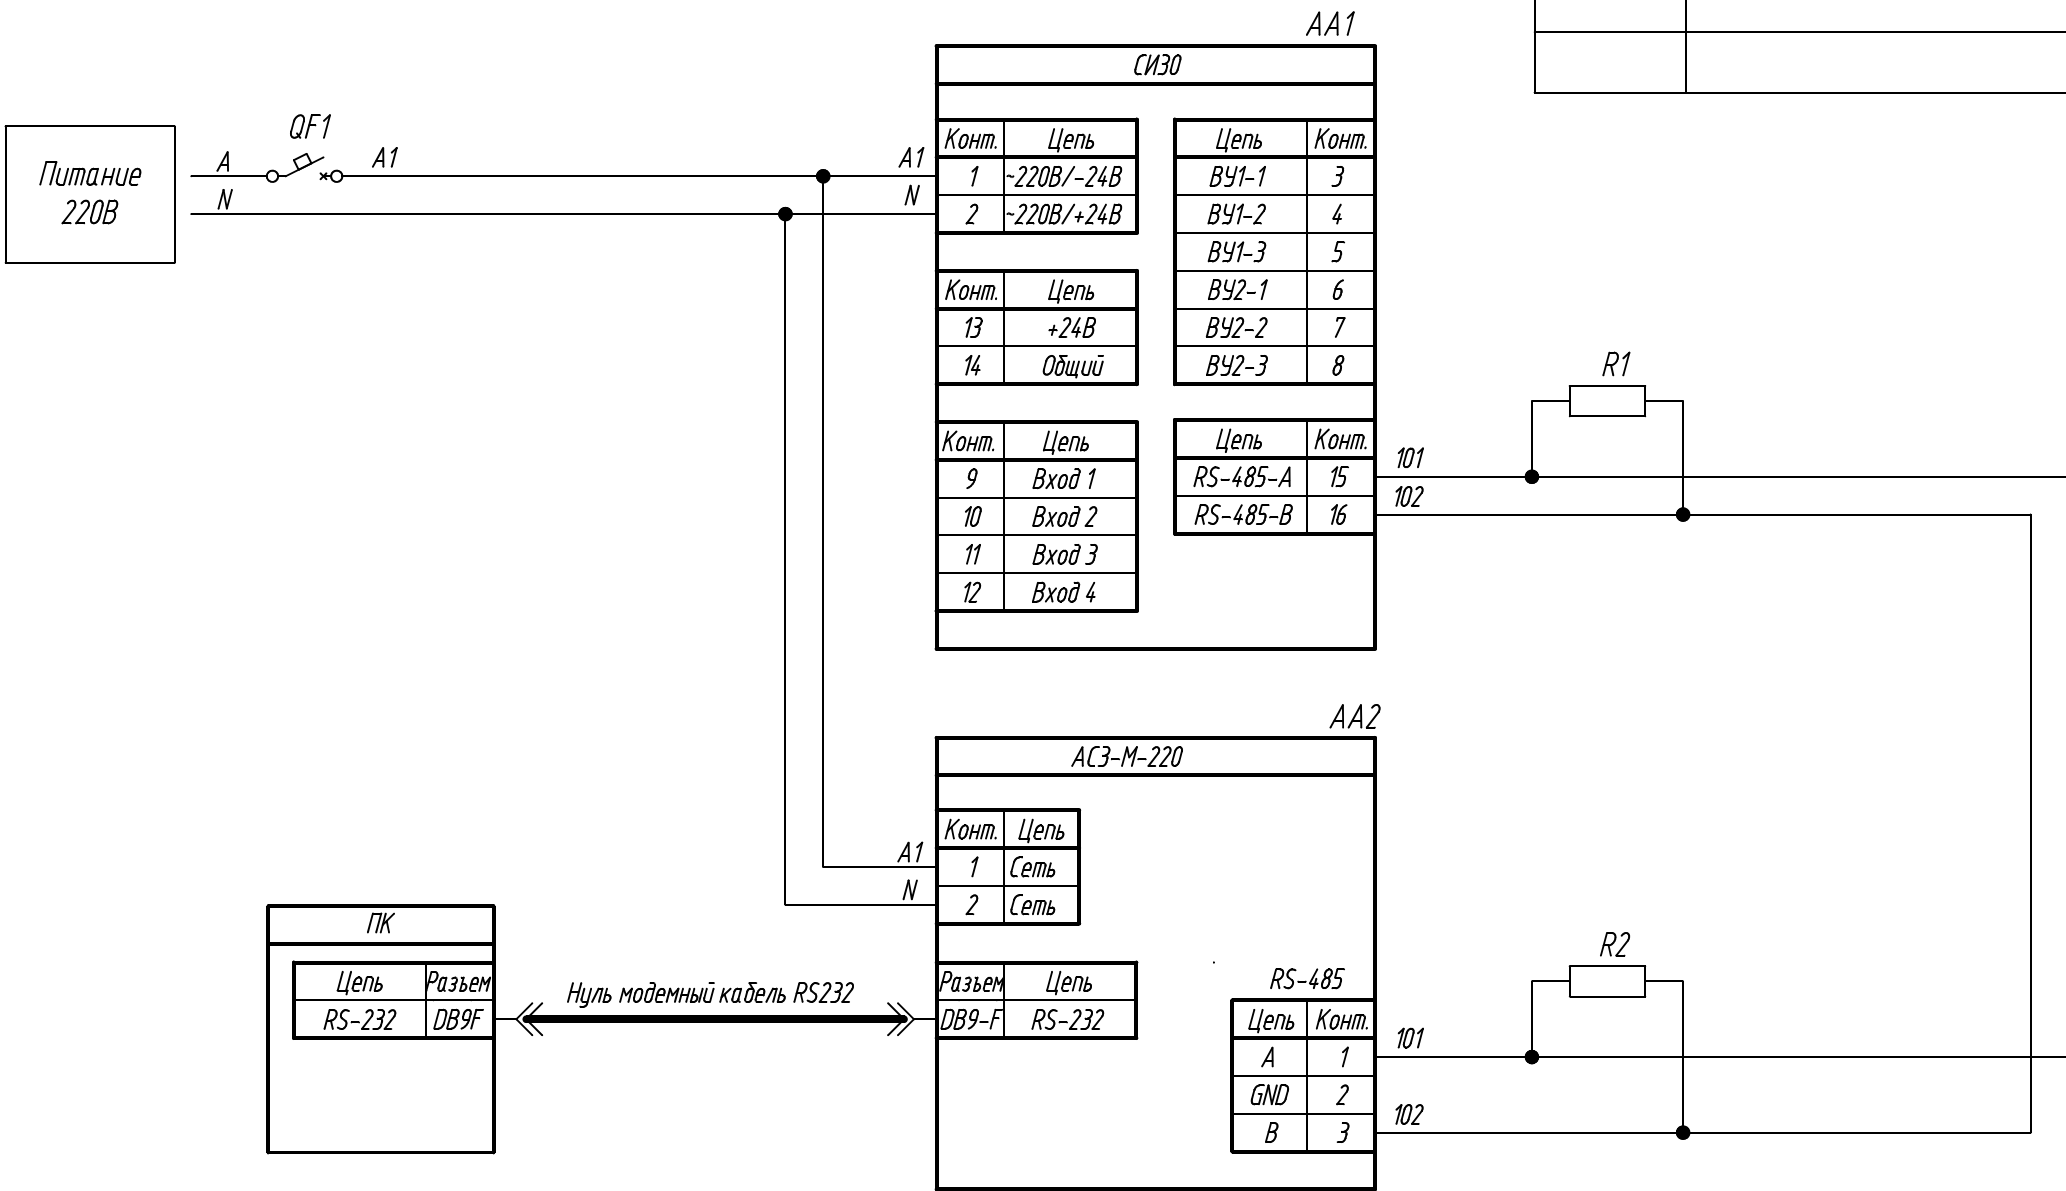 AA1
СИ30
QF1
Питание
220В
A
A1
A1
N
N
Конт. Цепь
1 ~220В/-24В
2 ~220В/+24В
Цепь Конт.
ВУ1-1 3
ВУ1-2 4
ВУ1-3 5
ВУ2-1 6
ВУ2-2 7
ВУ2-3 8
Конт. Цепь
13 +24В
14 Общий
Конт. Цепь
9 Вход 1
10 Вход 2
11 Вход 3
12 Вход 4
Цепь Конт.
RS-485-A 15
RS-485-B 16
101
102
R1
AA2
АС3-М-220
Конт. Цепь
1 Сеть
2 Сеть
A1
N
ПК
Цепь Разъем
RS-232 DB9F
Нуль модемный кабель RS232
Разъем Цепь
DB9-F RS-232
RS-485
Цепь Конт.
A 1
GND 2
B 3
101
102
R2